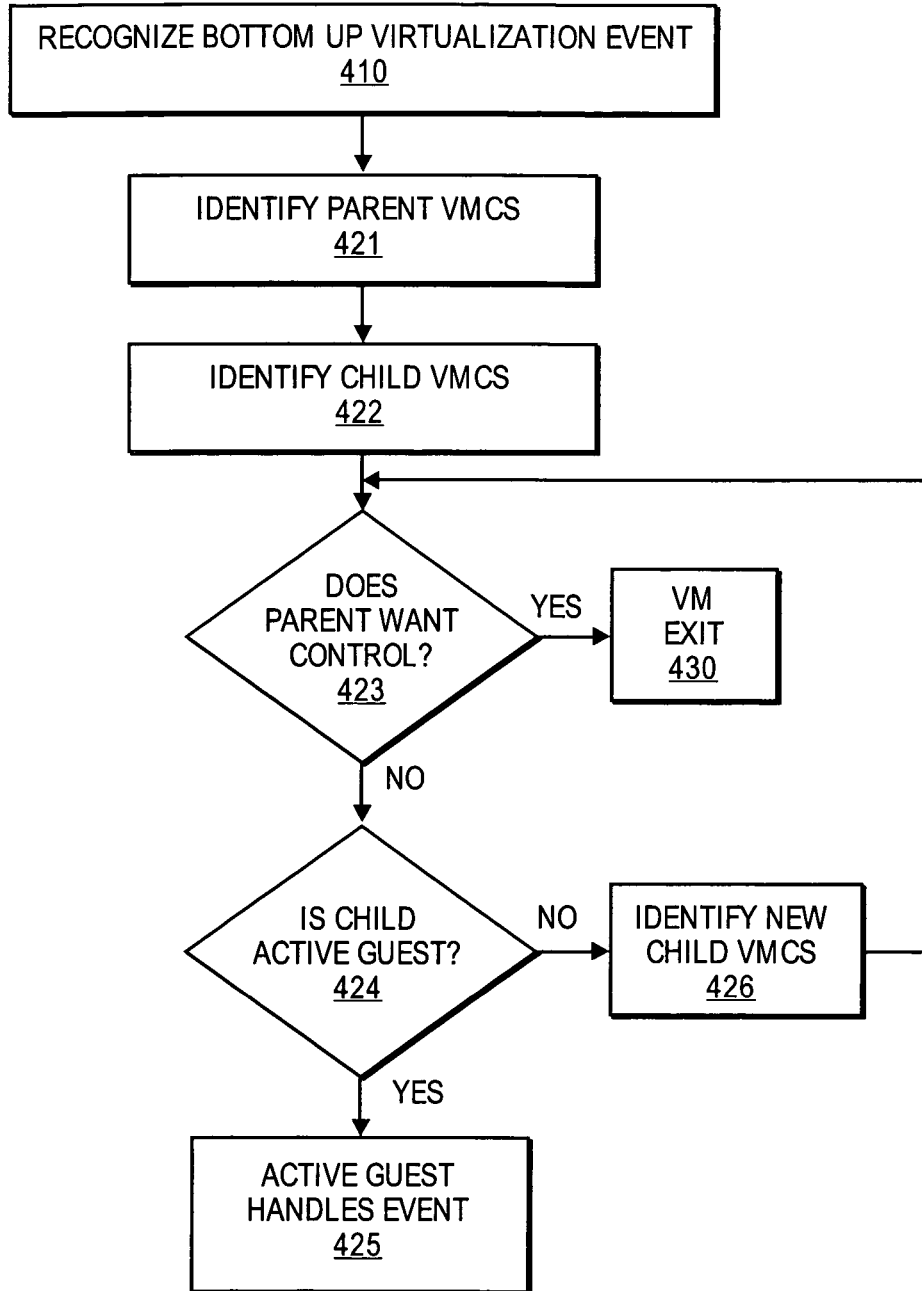 RECOGNIZE BOTTOM UP VIRTUALIZATION EVENT
410
IDENTIFY PARENT VMCS
421
IDENTIFY CHILD VMCS
422
DOES
PARENT WANT
CONTROL?
423
YES
VM
EXIT
430
NO
IS CHILD
ACTIVE GUEST?
424
NO
IDENTIFY NEW
CHILD VMCS
426
YES
ACTIVE GUEST
HANDLES EVENT
425